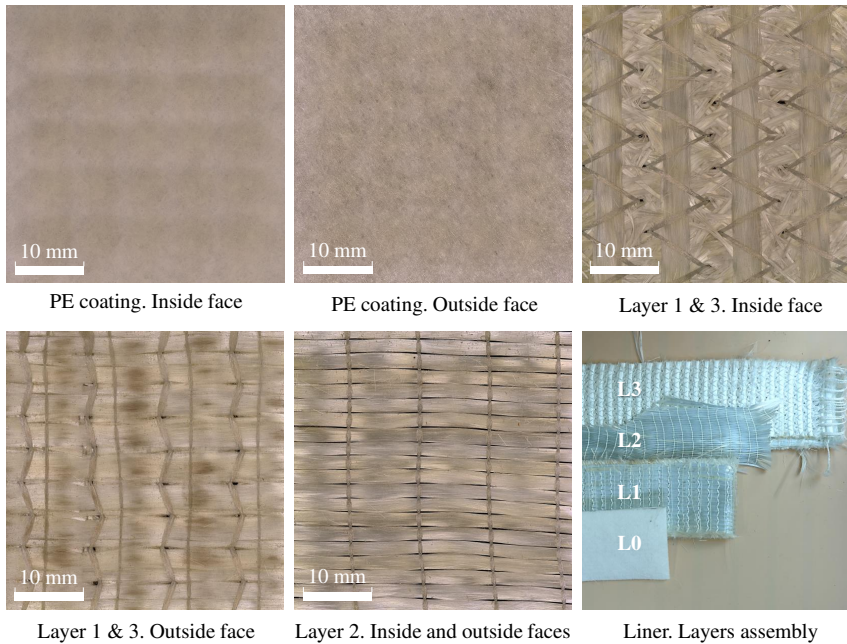 10 mm
10 mm
10 mm
PE coating. Inside face
PE coating. Outside face
Layer 1 & 3. Inside face
L3
L2
L1
L0
10 mm
10 mm
Layer 1 & 3. Outside face
Layer 2. Inside and outside faces
Liner. Layers assembly